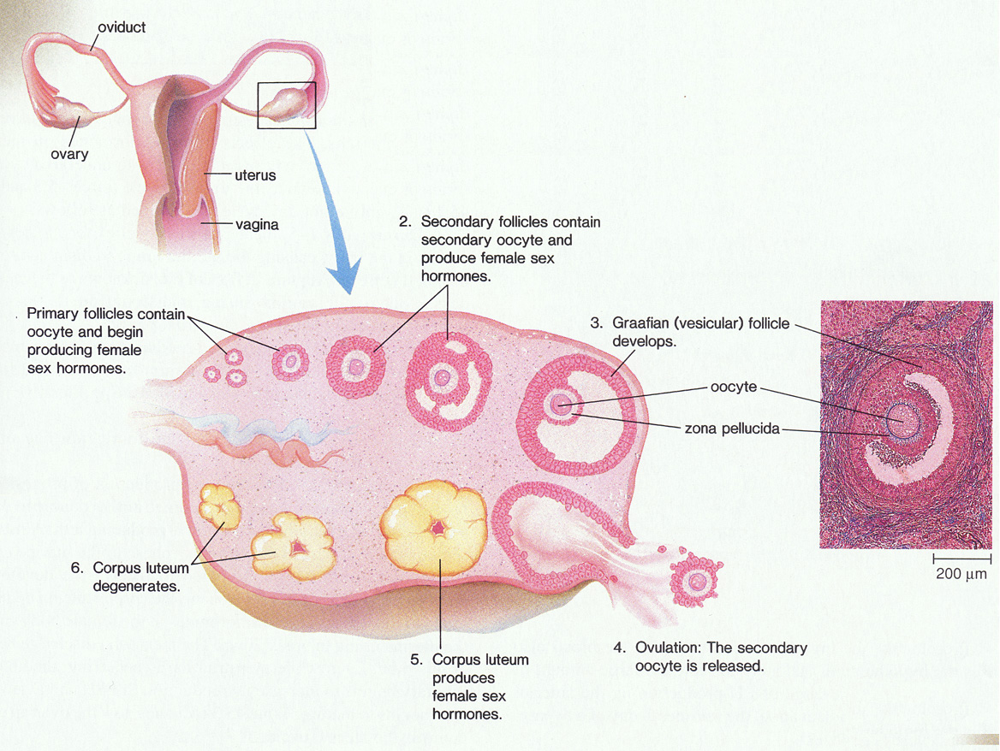 oviduct
ovary
uterus
vagina
2. Secondary follicles contain
secondary oocyte and
produce female sex
hormones.
Primary follicles contain
oocyte and begin
producing female
sex hormones.
3. Graafian (vesicular) follicle
develops.
oocyte
zona pellucida
200 µm
6. Corpus luteum
degenerates.
4. Ovulation: The secondary
oocyte is released.
5. Corpus luteum
produces
female sex
hormones.